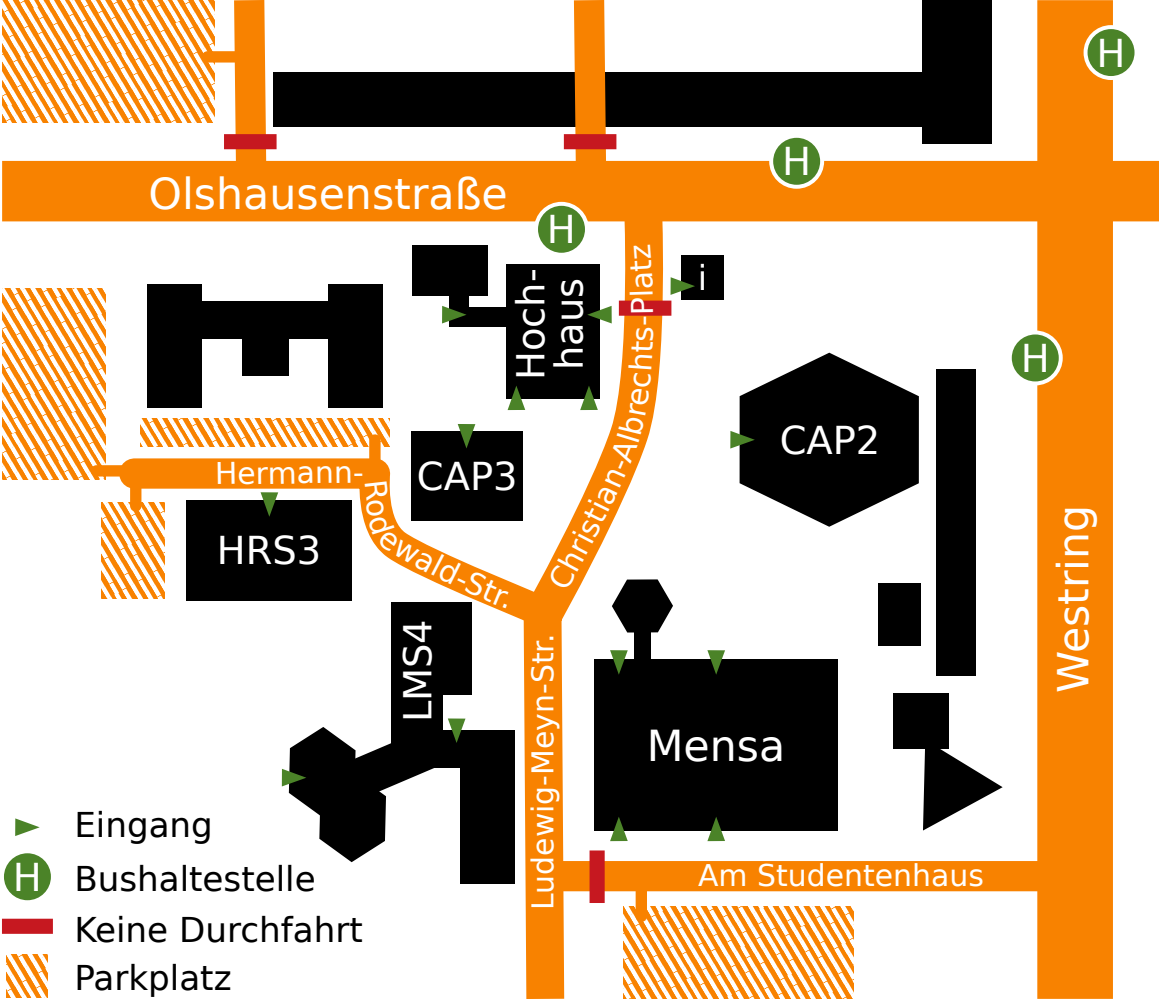 H
H
Olshausenstraße
H
Hoch-
haus
i
Christian-Albrechts-Platz
H
CAP2
CAP3
Hermann-
Rodewald-Str.
HRS3
Westring
LMS4
Ludewig-Meyn-Str.
Mensa
Am Studentenhaus
Eingang
H Bushaltestelle
Keine Durchfahrt
Parkplatz